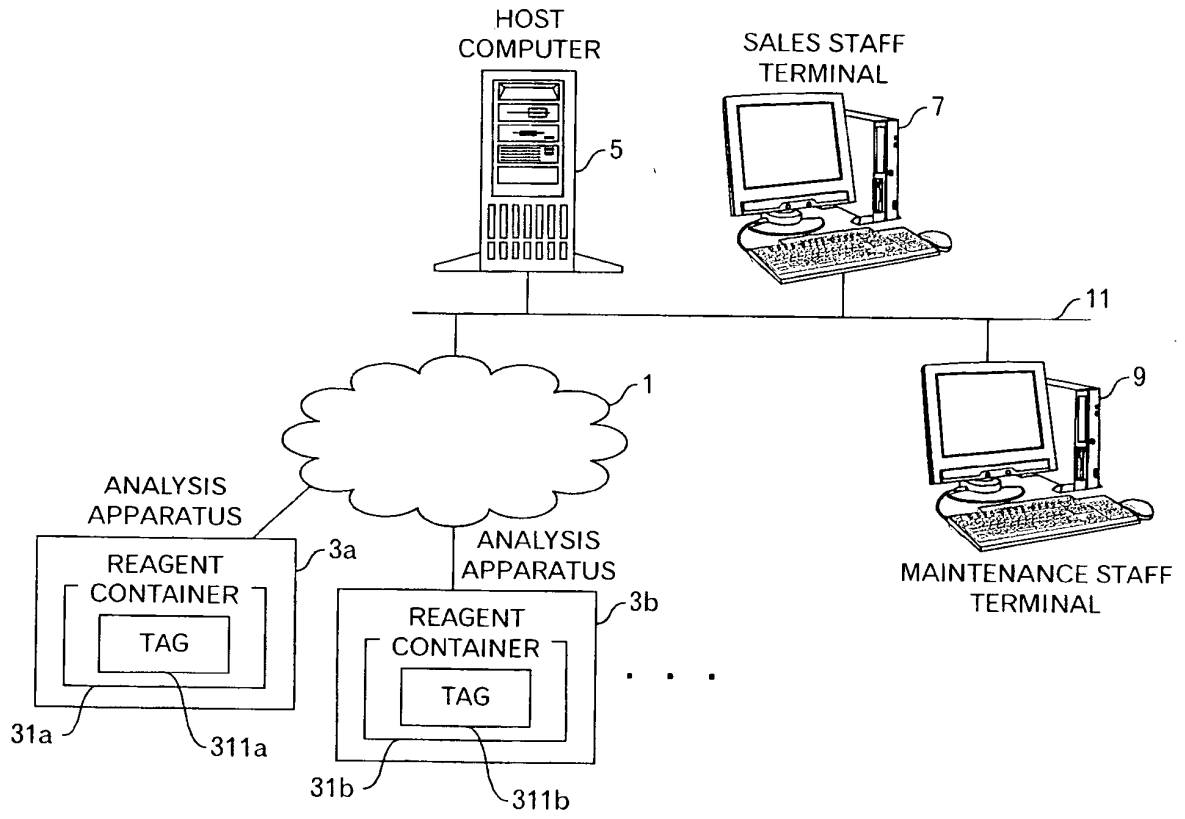 HOST
COMPUTER
5
SALES STAFF
TERMINAL
7
11
1
9
MAINTENANCE STAFF
TERMINAL
ANALYSIS
APPARATUS
3a
REAGENT
CONTAINER
TAG
31a
311a
ANALYSIS
APPARATUS
3b
REAGENT
CONTAINER
TAG
31b
311b
. . .